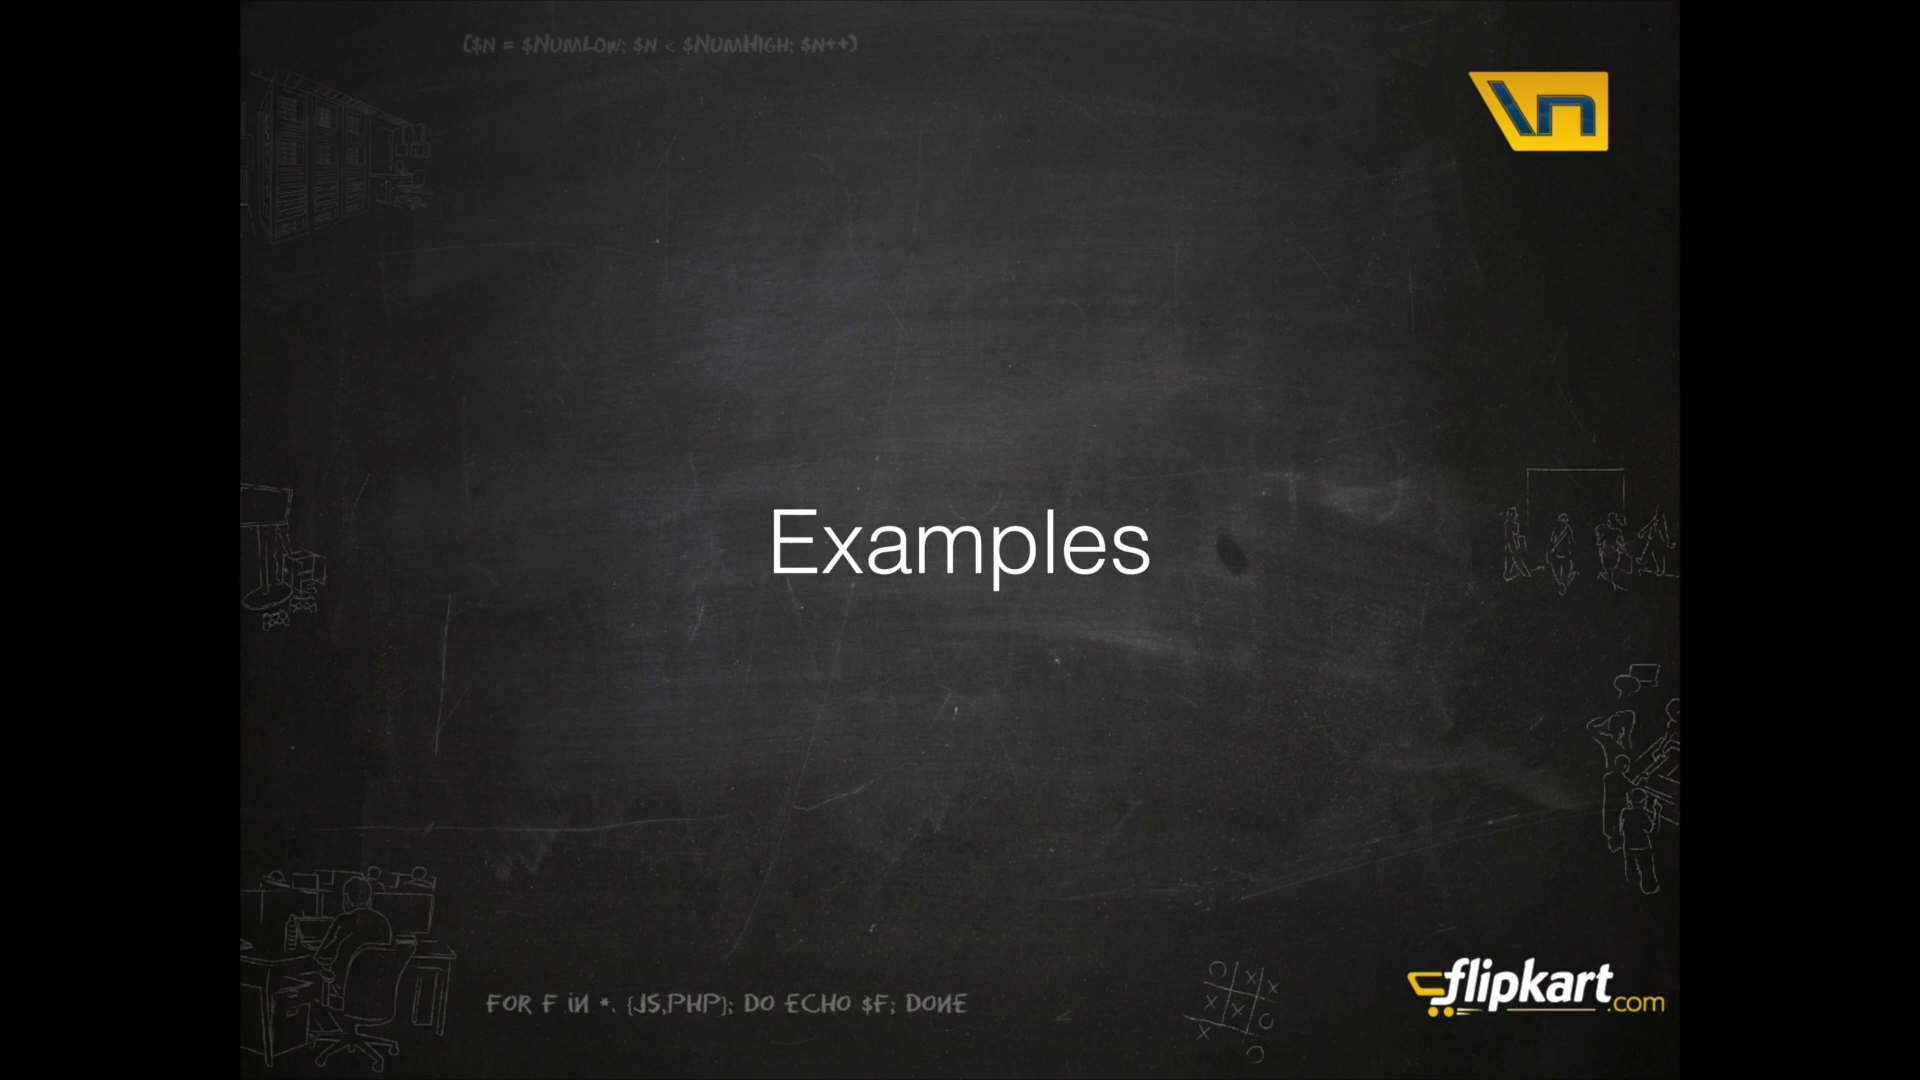 ($N = $NUMLOW; $N < $NUMHIGH; $N++)
\n
Examples
FOR F IN *. {JS,PHP}; DO ECHO $F; DONE
flipkart.com